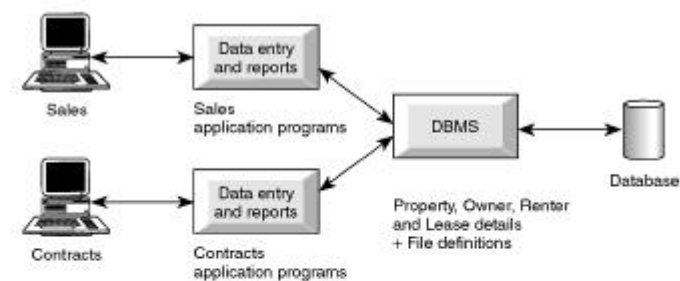 Sales
Data entry
and reports
Sales
application programs
DBMS
Database
Property, Owner, Renter
and Lease details
+ File definitions
Contracts
Data entry
and reports
Contracts
application programs